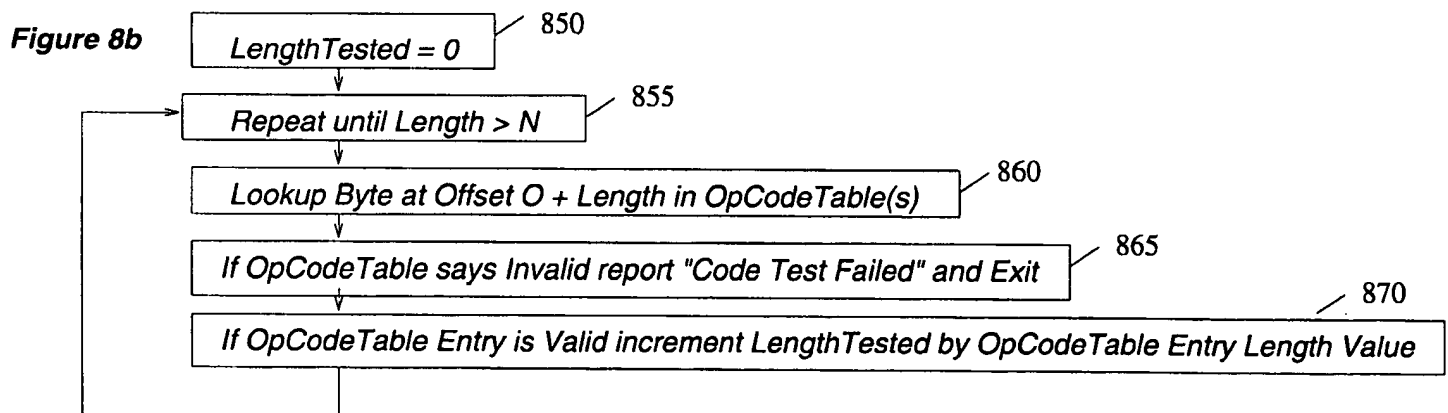 Figure 8b
850
LengthTested = 0
855
Repeat until Length > N
860
Lookup Byte at Offset O + Length in OpCodeTable(s)
865
If OpCodeTable says Invalid report "Code Test Failed" and Exit
870
If OpCodeTable Entry is Valid increment LengthTested by OpCodeTable Entry Length Value